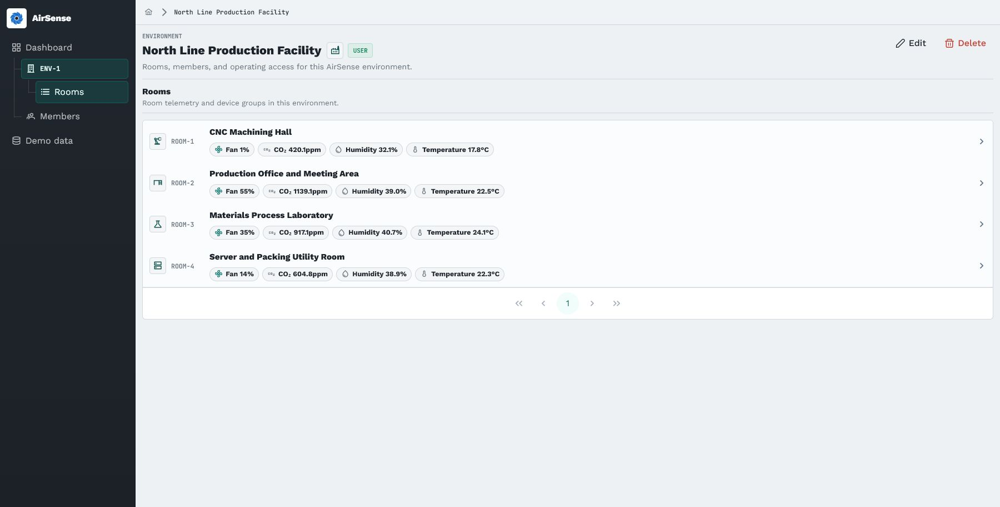 AirSense
Dashboard
ENV-1
Rooms
Members
Demo data
North Line Production Facility
ENVIRONMENT
North Line Production Facility
USER
Rooms, members, and operating access for this AirSense environment.
Edit
Delete
Rooms
Room telemetry and device groups in this environment.
ROOM-1
CNC Machining Hall
Fan 1% CO₂ CO₂ 420.1ppm Humidity 32.1% Temperature 17.8°C
ROOM-2
Production Office and Meeting Area
Fan 55% CO₂ CO₂ 1139.1ppm Humidity 39.0% Temperature 22.5°C
ROOM-3
Materials Process Laboratory
Fan 35% CO₂ CO₂ 917.1ppm Humidity 40.7% Temperature 24.1°C
ROOM-4
Server and Packing Utility Room
Fan 14% CO₂ CO₂ 604.8ppm Humidity 38.9% Temperature 22.3°C
1